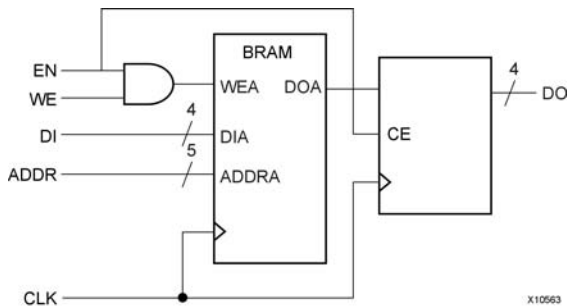 BRAM
4
EN
WEA
DOA
DO
WE
4
DI
DIA
CE
5
ADDR
ADDRA
CLK
X10563